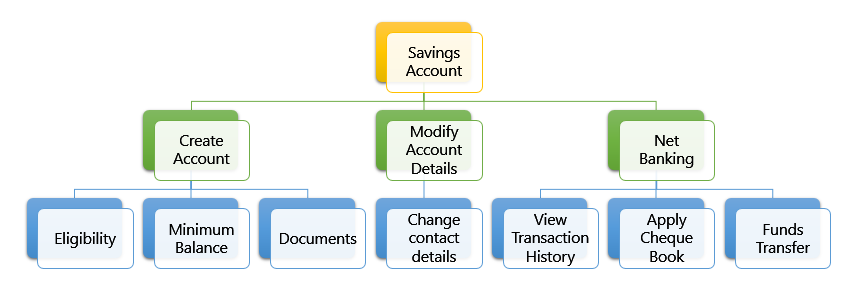 Savings
Account
Create
Account
Modify
Account
Details
Net
Banking
Eligibility
Minimum
Balance
Documents
Change
contact
details
View
Transaction
History
Apply
Cheque
Book
Funds
Transfer